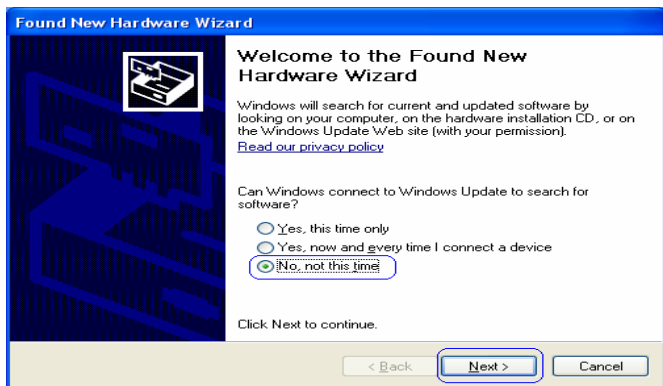 Found New Hardware Wizard
Welcome to the Found New
Hardware Wizard
Windows will search for current and updated software by
looking on your computer, on the hardware installation CD, or on
the Windows Update Web site (with your permission).
Read our privacy policy
Can Windows connect to Windows Update to search for
software?
Yes, this time only
Yes, now and every time I connect a device
No, not this time
Click Next to continue.
< Back Next > Cancel